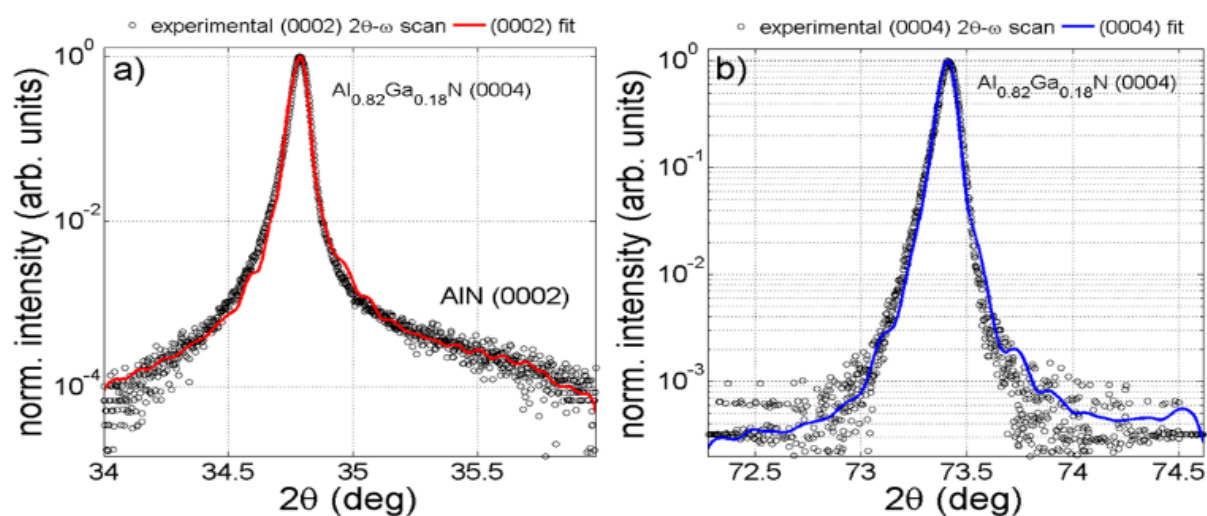 experimental (0002) 2θ-ω scan (0002) fit
a)
Al0.82Ga0.18N (0004)
AlN (0002)
norm. intensity (arb. units)
10^0
10^-2
10^-4
34 34.5 35 35.5
2θ (deg)
experimental (0004) 2θ-ω scan (0004) fit
b)
Al0.82Ga0.18N (0004)
norm. intensity (arb. units)
10^0
10^-1
10^-2
10^-3
72.5 73 73.5 74 74.5
2θ (deg)